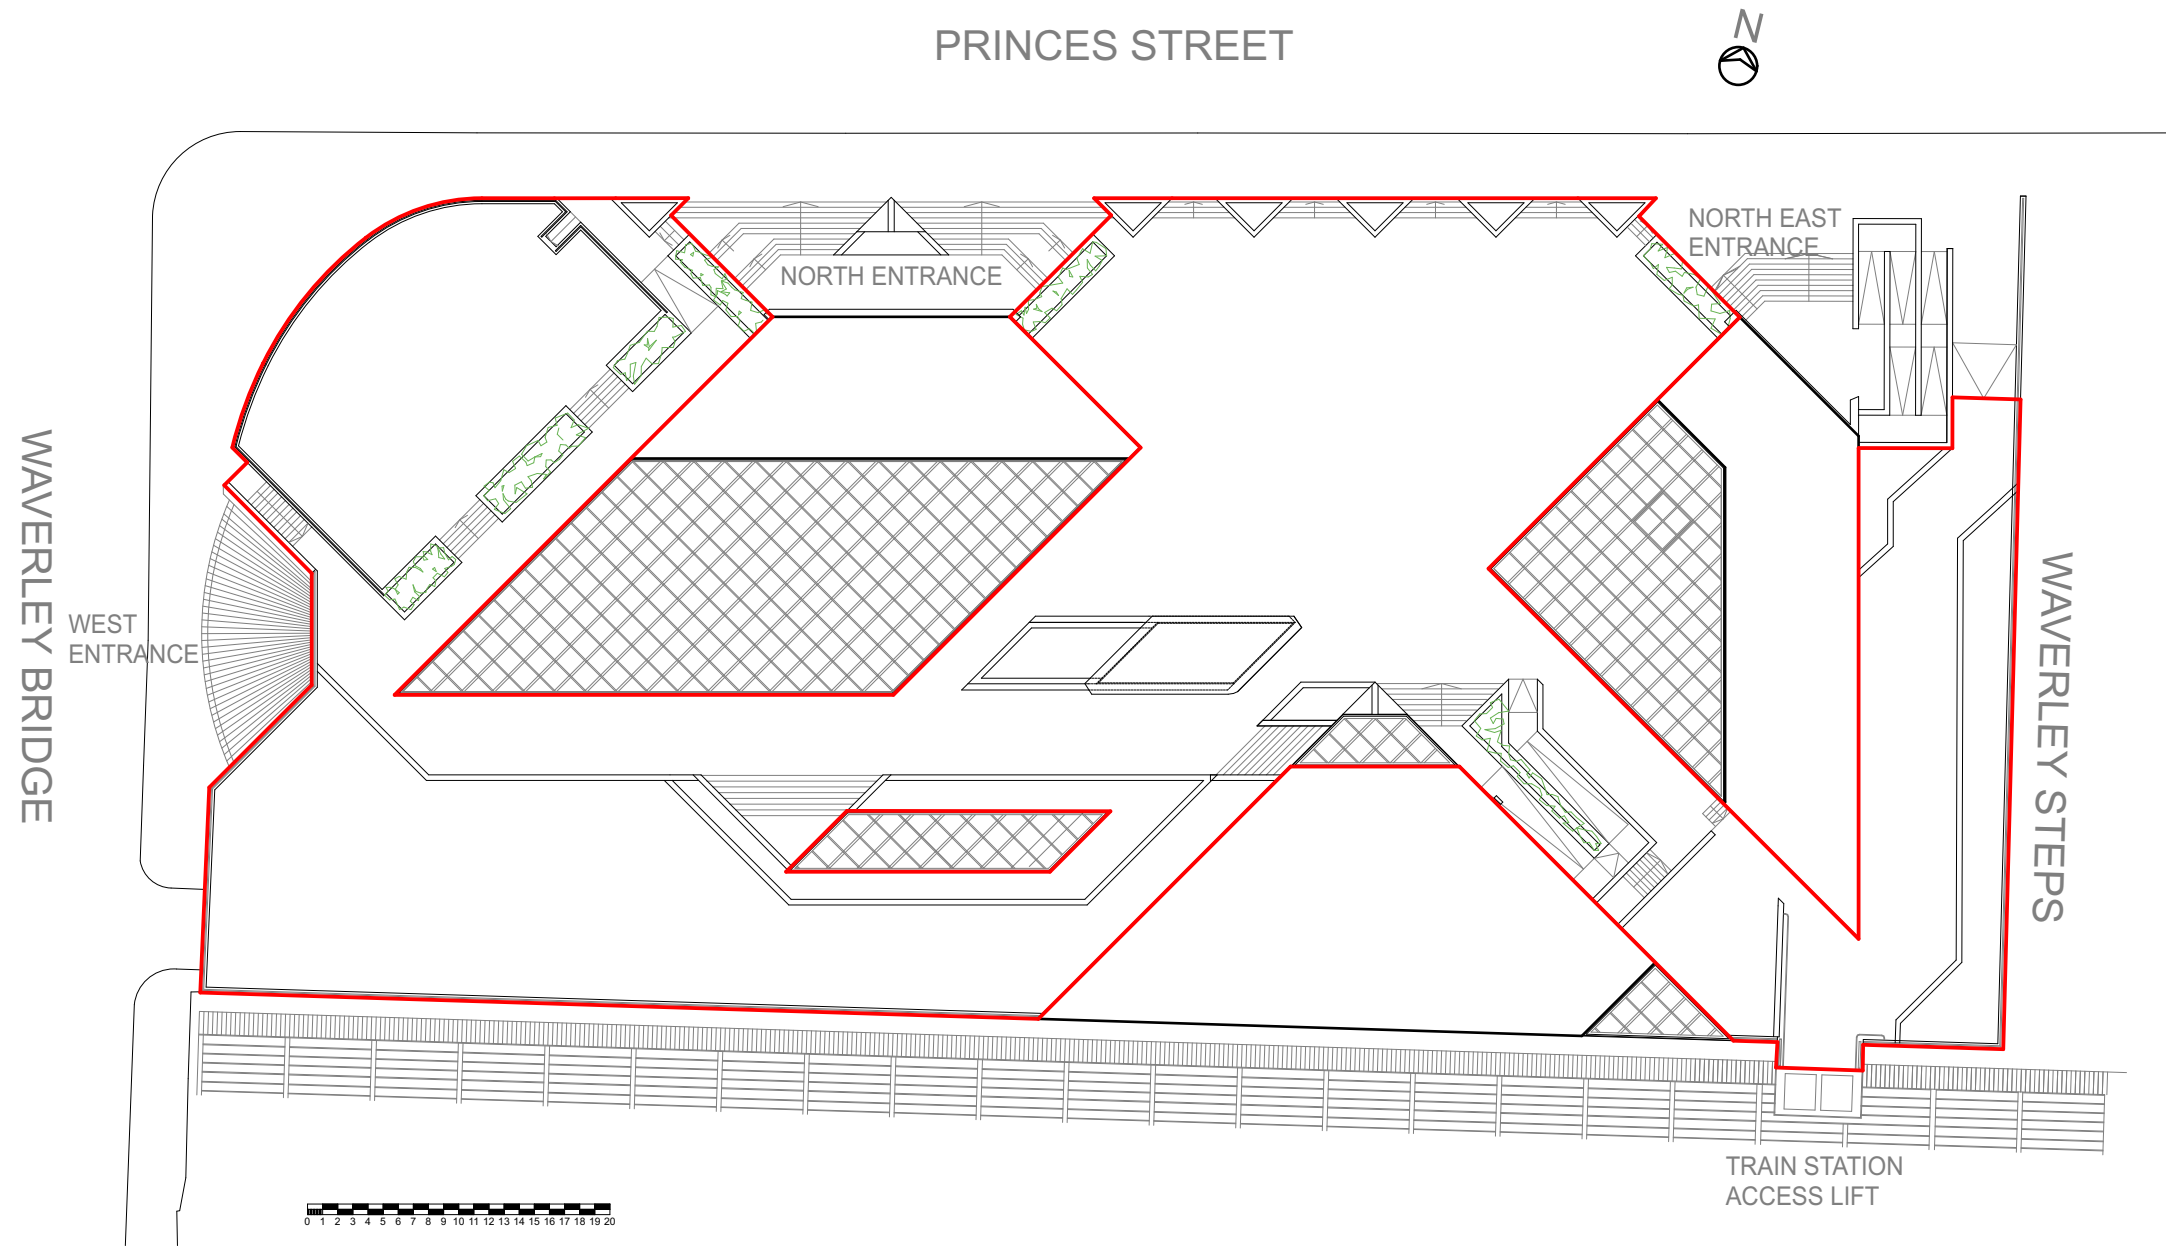 PRINCES STREET
N
NORTH EAST
ENTRANCE
NORTH ENTRANCE
WAVERLEY BRIDGE
WEST
ENTRANCE
WAVERLEY STEPS
TRAIN STATION
ACCESS LIFT
0 1 2 3 4 5 6 7 8 9 10 11 12 13 14 15 16 17 18 19 20